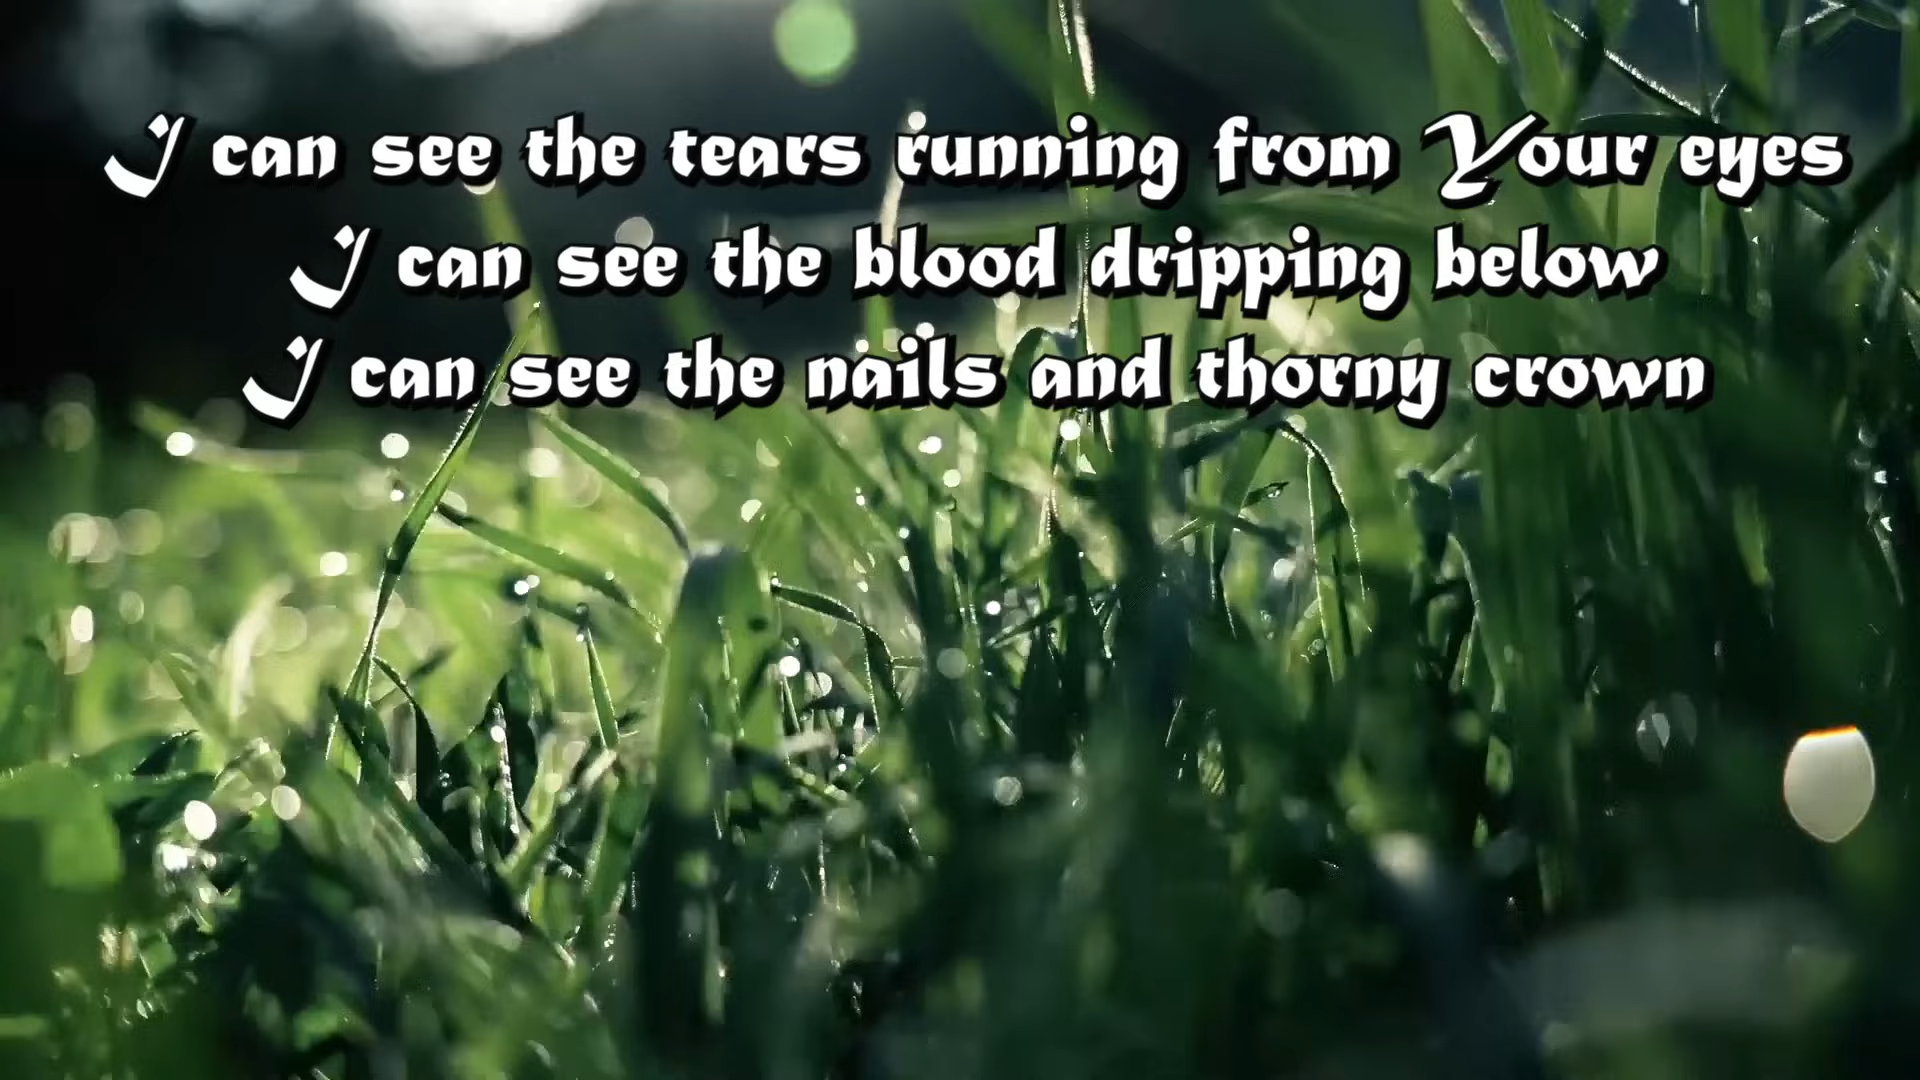 I can see the tears running from Your eyes
I can see the blood dripping below
I can see the nails and thorny crown